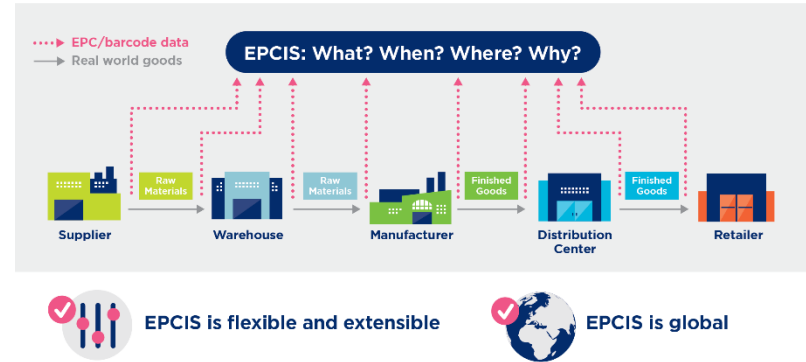 EPC/barcode data
Real world goods
EPCIS: What? When? Where? Why?
Raw
Materials
Raw
Materials
Finished
Goods
Finished
Goods
Supplier
Warehouse
Manufacturer
Distribution
Center
Retailer
EPCIS is flexible and extensible
EPCIS is global